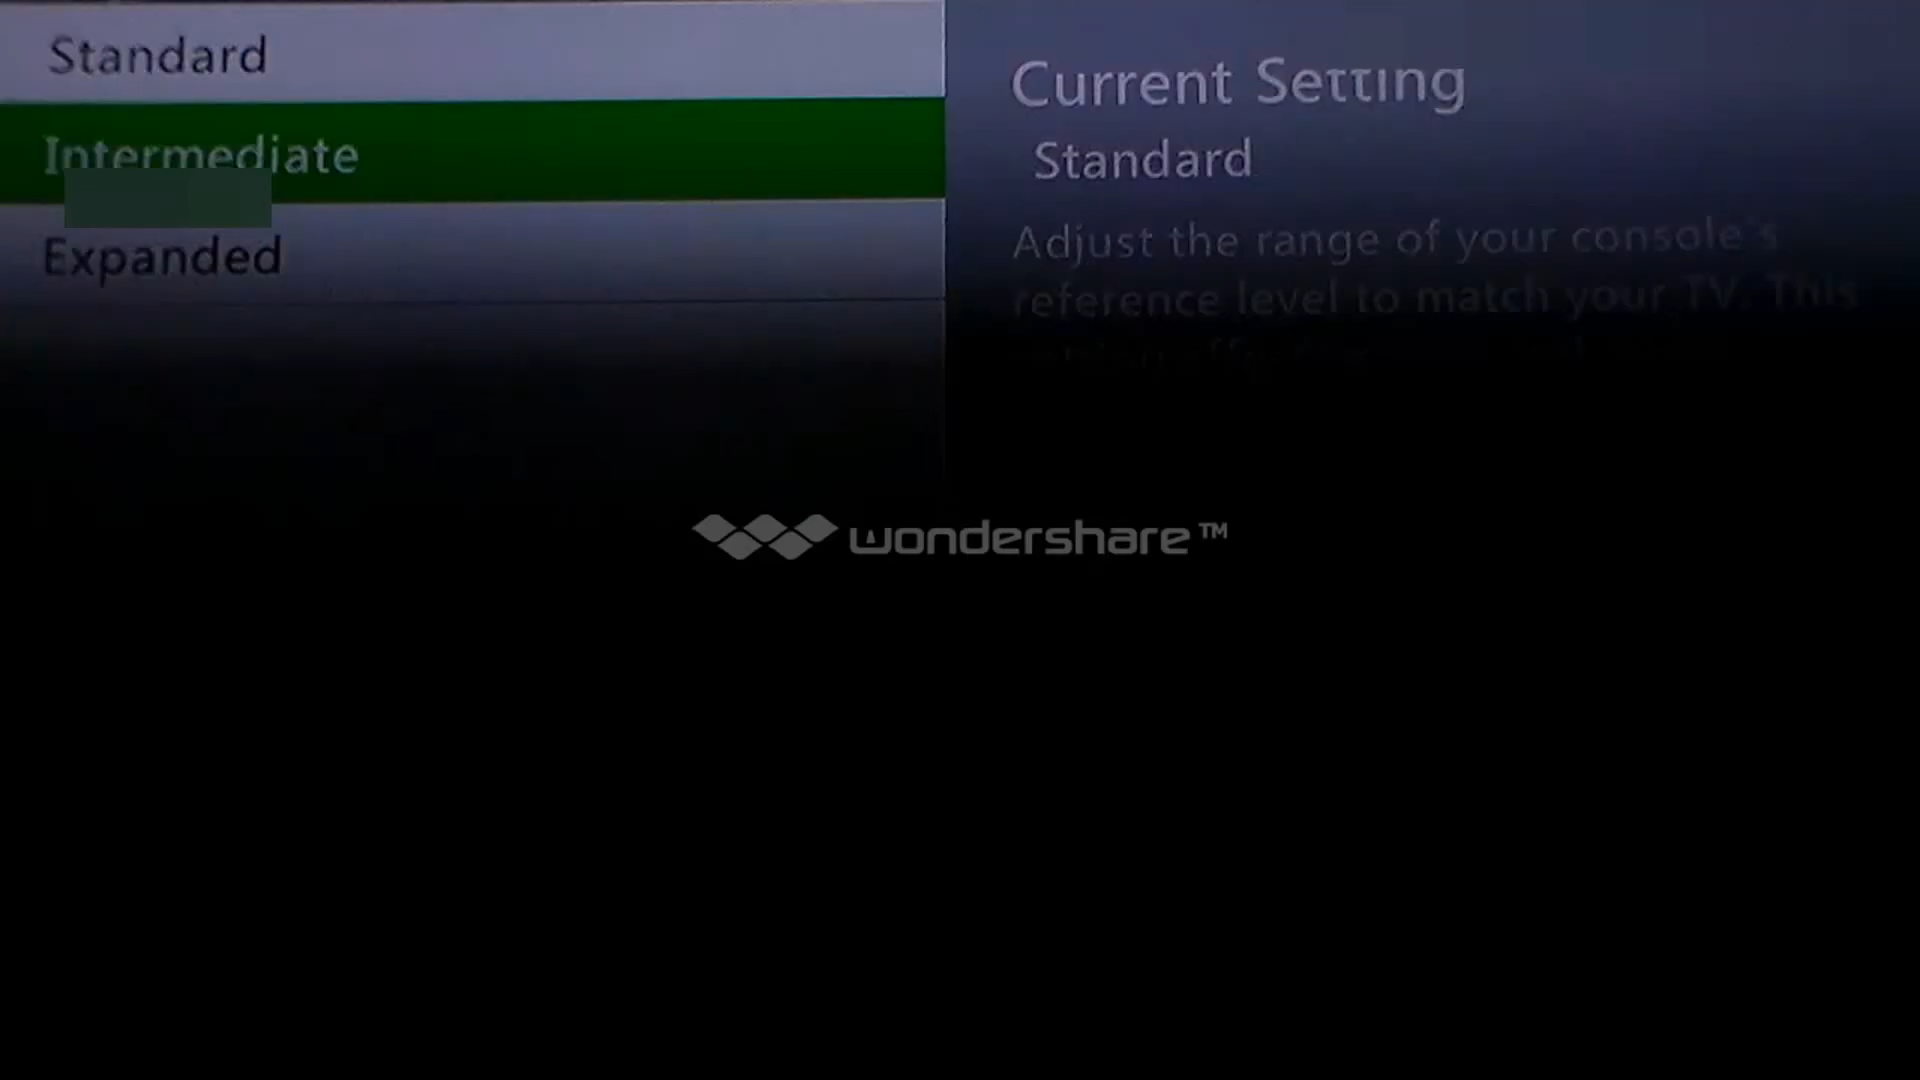 Standard
Intermediate
Expanded
Current Setting
Standard
Adjust the range of your console's
reference level to match your TV. This
wondershare™